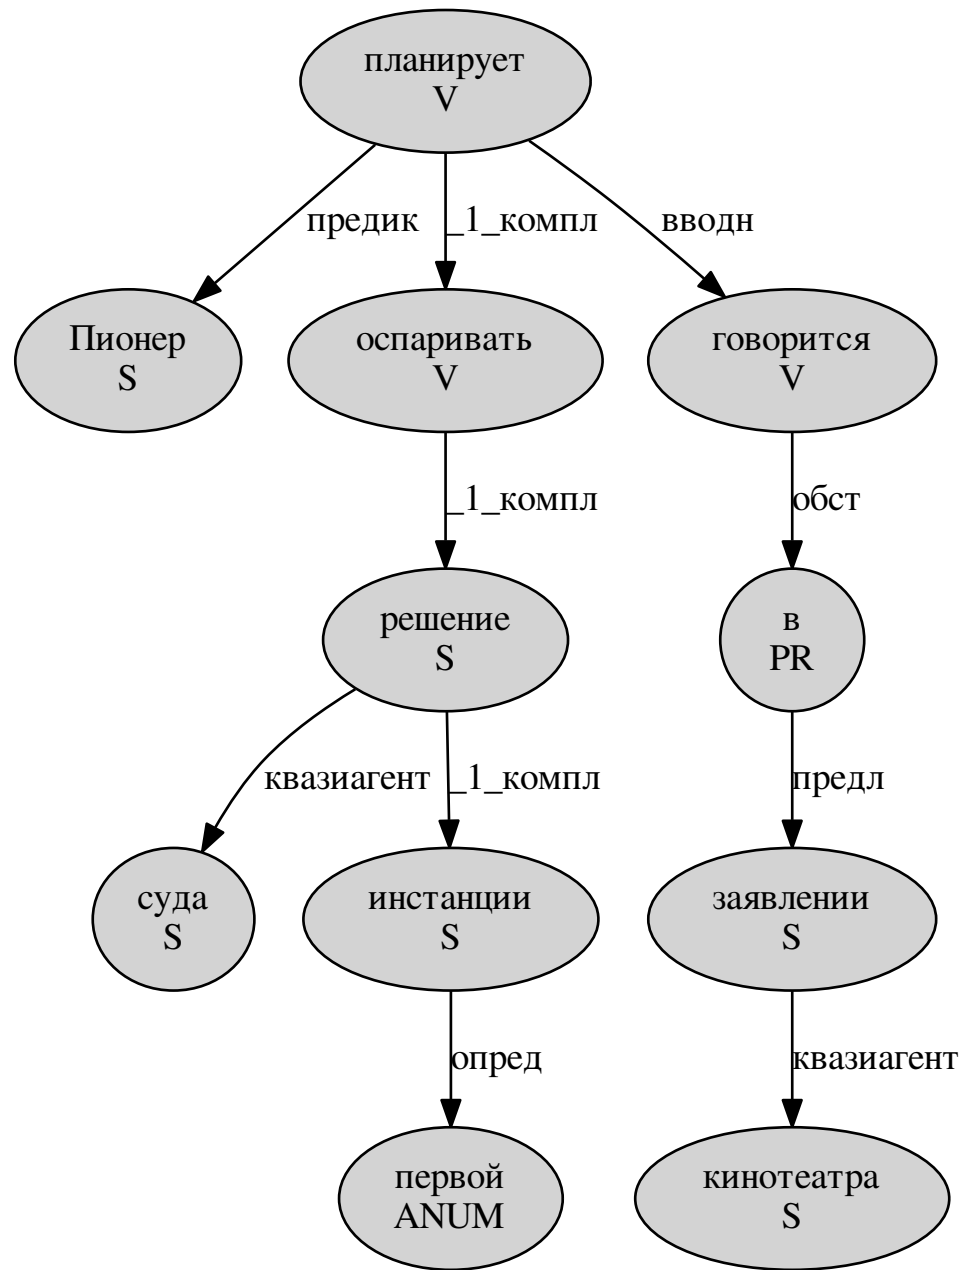 планирует
V
предик
_1_компл
вводн
Пионер
S
оспаривать
V
говорится
V
_1_компл
обст
решение
S
в
PR
квазиагент
_1_компл
предл
суда
S
инстанции
S
заявлении
S
опред
квазиагент
первой
ANUM
кинотеатра
S